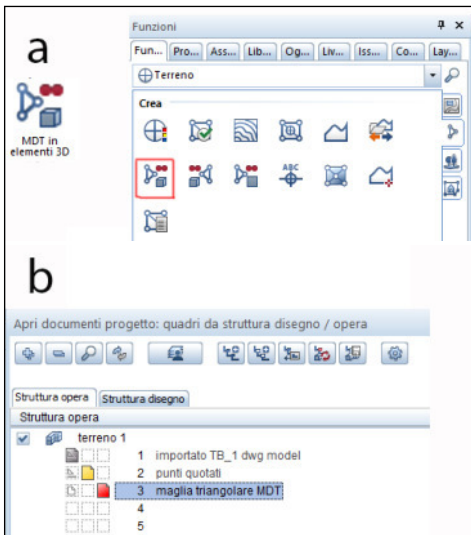 a
MDT in
elementi 3D
Funzioni
Fun... Pro... Ass... Lib... Og... Liv... Iss... Co... Lay...
Terreno
Crea
ABC
b
Apri documenti progetto: quadri da struttura disegno / opera
Struttura opera Struttura disegno
Struttura opera
terreno 1
1 importato TB_1 dwg model
2 punti quotati
3 maglia triangolare MDT
4
5